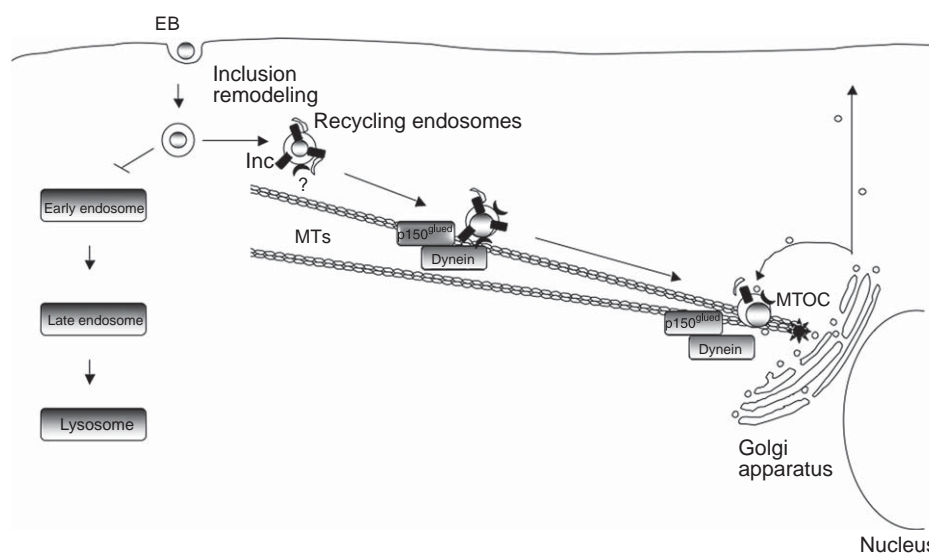 EB
Inclusion
remodeling
Recycling endosomes
Inc
?
Early endosome
p150glued
MTs
Dynein
MTOC
Late endosome
p150glued
Dynein
Lysosome
Golgi
apparatus
Nucleus